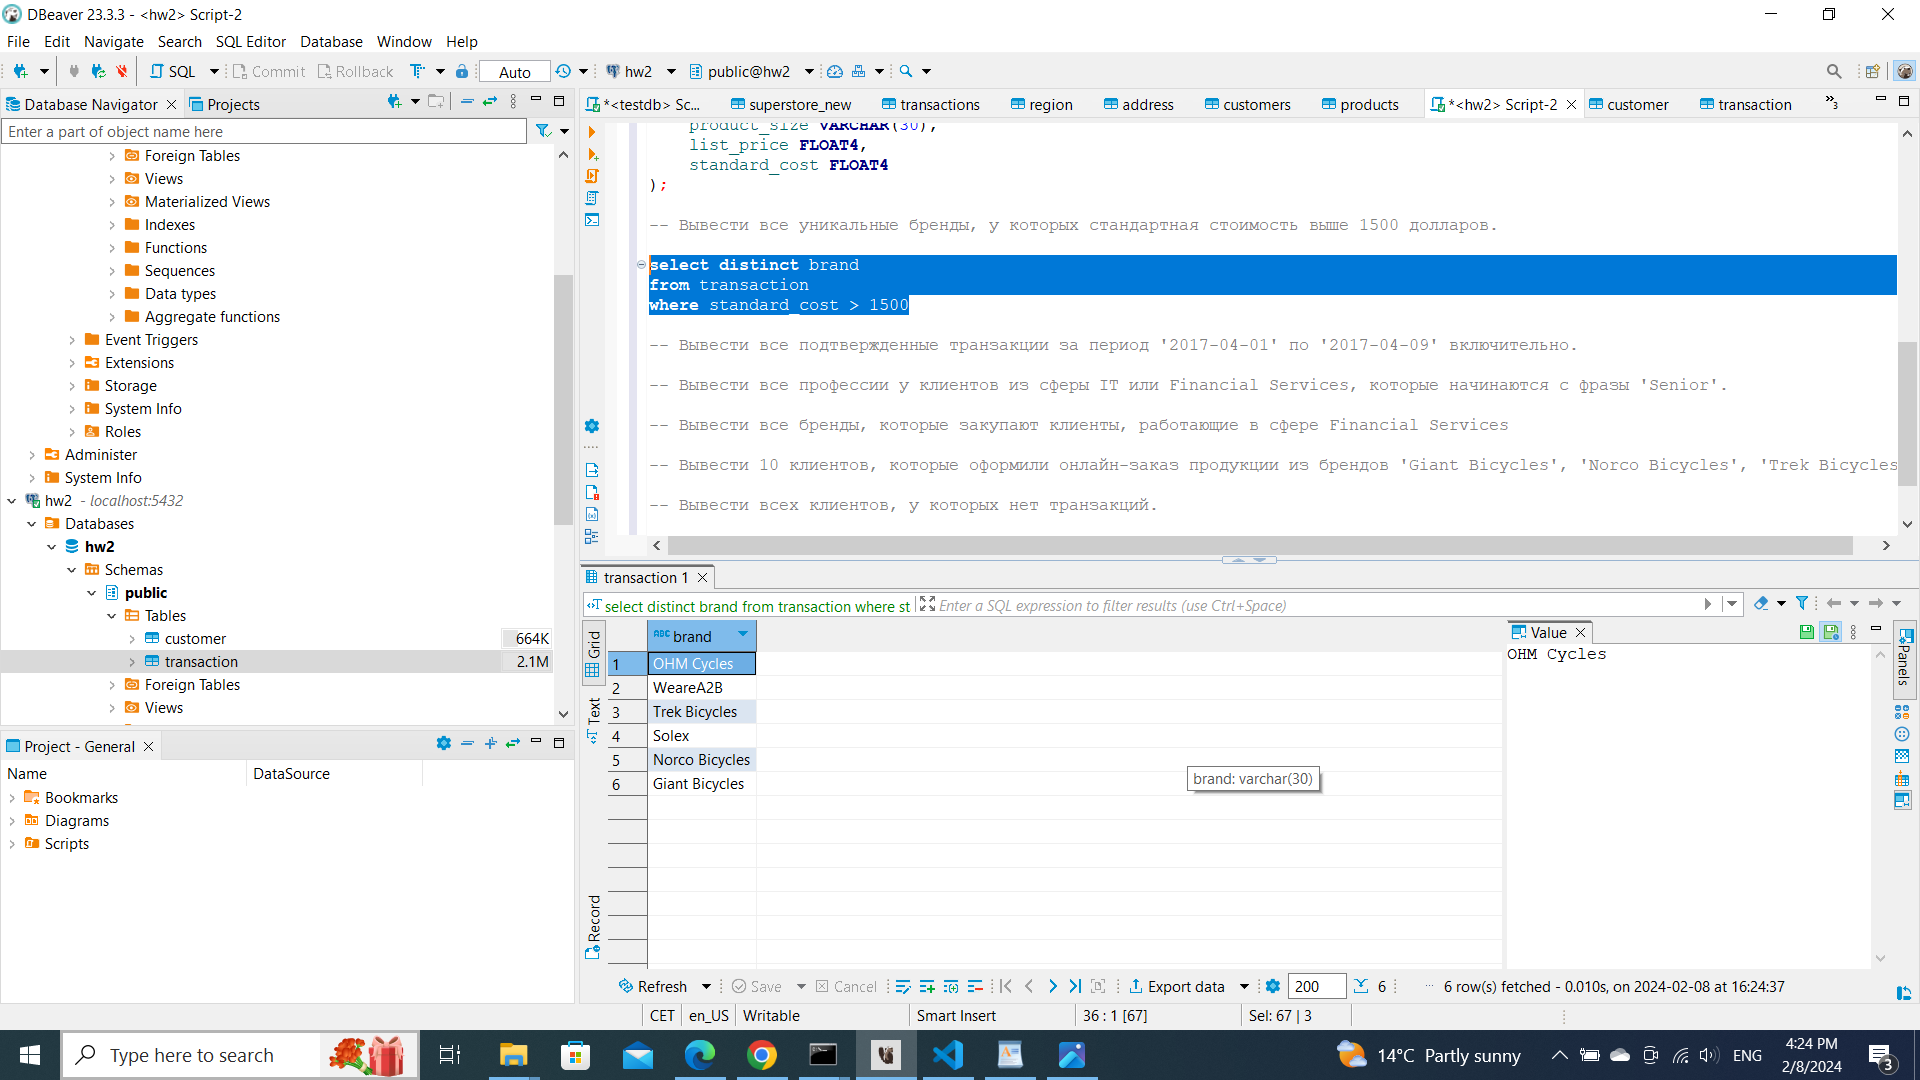 DBeaver 23.3.3 - <hw2> Script-2
File Edit Navigate Search SQL Editor Database Window Help
SQL Commit Rollback Auto hw2 public@hw2
Database Navigator Projects
Enter a part of object name here
Foreign Tables
Views
Materialized Views
Indexes
Functions
Sequences
Data types
Aggregate functions
Event Triggers
Extensions
Storage
System Info
Roles
Administer
System Info
hw2 - localhost:5432
Databases
hw2
Schemas
public
Tables
customer 664K
transaction 2.1M
Foreign Tables
Views
Project - General
Name DataSource
Bookmarks
Diagrams
Scripts
*<testdb> Sc... superstore_new transactions region address customers products *<hw2> Script-2 customer transaction »3
product_size VARCHAR(30),
list_price FLOAT4,
standard_cost FLOAT4
);
-- Вывести все уникальные бренды, у которых стандартная стоимость выше 1500 долларов.
select distinct brand
from transaction
where standard_cost > 1500
-- Вывести все подтвержденные транзакции за период '2017-04-01' по '2017-04-09' включительно.
-- Вывести все профессии у клиентов из сферы IT или Financial Services, которые начинаются с фразы 'Senior'.
-- Вывести все бренды, которые закупают клиенты, работающие в сфере Financial Services
-- Вывести 10 клиентов, которые оформили онлайн-заказ продукции из брендов 'Giant Bicycles', 'Norco Bicycles', 'Trek Bicycles
-- Вывести всех клиентов, у которых нет транзакций.
transaction 1
select distinct brand from transaction where st Enter a SQL expression to filter results (use Ctrl+Space)
Grid
Text
Record
ABC brand
1 OHM Cycles
2 WeareA2B
3 Trek Bicycles
4 Solex
5 Norco Bicycles
6 Giant Bicycles
brand: varchar(30)
Value
OHM Cycles
Panels
Refresh Save Cancel Export data 200 6 6 row(s) fetched - 0.010s, on 2024-02-08 at 16:24:37
CET en_US Writable Smart Insert 36 : 1 [67] Sel: 67 | 3
Type here to search
14°C Partly sunny ENG
4:24 PM
2/8/2024
3